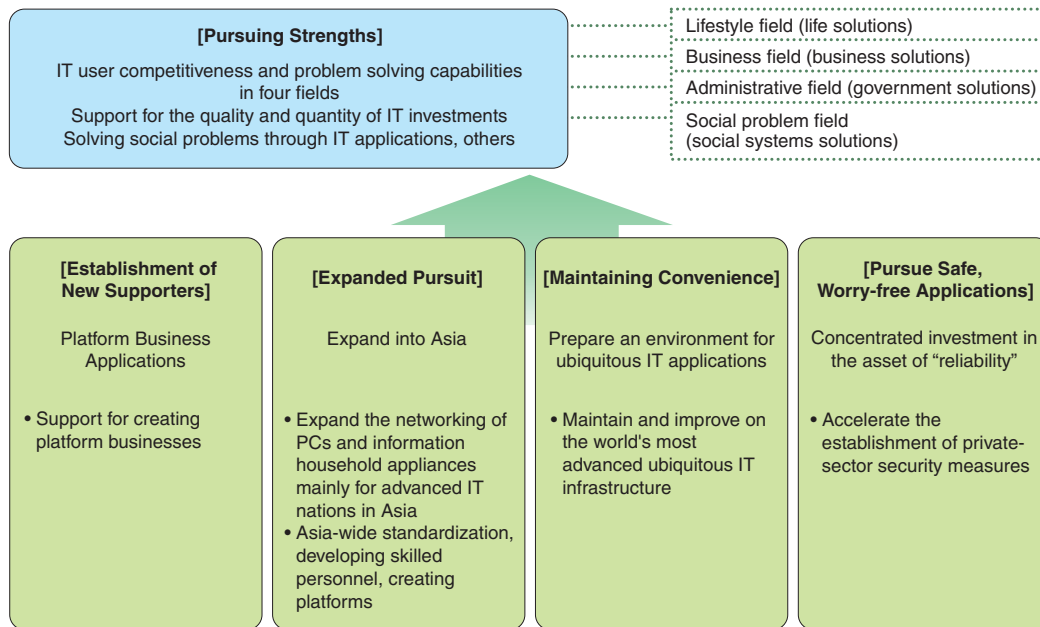 [Pursuing Strengths]
IT user competitiveness and problem solving capabilities
in four fields
Support for the quality and quantity of IT investments
Solving social problems through IT applications, others
Lifestyle field (life solutions)
Business field (business solutions)
Administrative field (government solutions)
Social problem field
(social systems solutions)
[Establishment of
New Supporters]
Platform Business
Applications
• Support for creating
platform businesses
[Expanded Pursuit]
Expand into Asia
• Expand the networking of
PCs and information
household appliances
mainly for advanced IT
nations in Asia
• Asia-wide standardization,
developing skilled
personnel, creating
platforms
[Maintaining Convenience]
Prepare an environment for
ubiquitous IT applications
• Maintain and improve on
the world's most
advanced ubiquitous IT
infrastructure
[Pursue Safe,
Worry-free Applications]
Concentrated investment in
the asset of “reliability”
• Accelerate the
establishment of private-
sector security measures